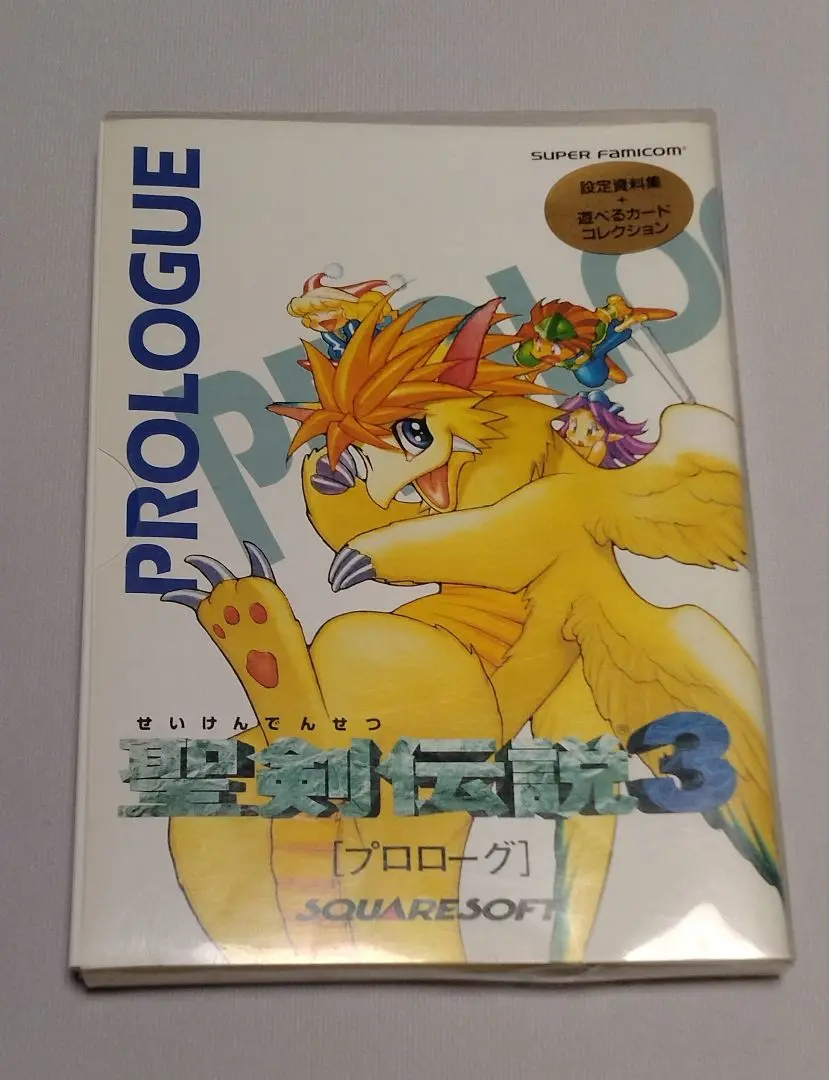 PROLOGUE
SUPER FAMICOM
設定資料集
+
遊べるカード
コレクション
PROLO
せいけんでんせつ
聖剣伝説3
[プロローグ]
SQUARESOFT